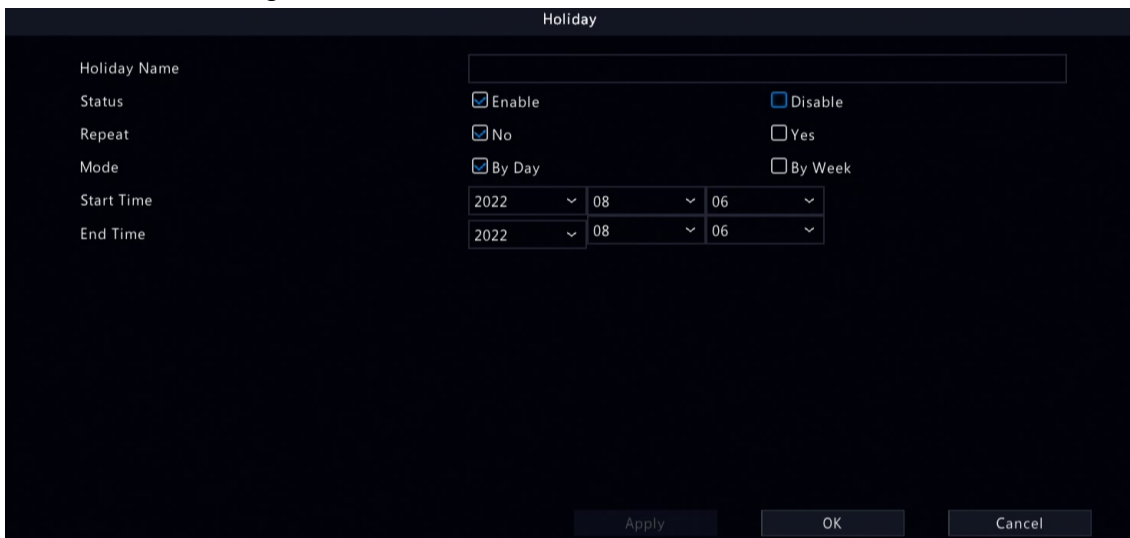 Holiday
Holiday Name
Status Enable Disable
Repeat No Yes
Mode By Day By Week
Start Time 2022 08 06
End Time 2022 08 06
Apply OK Cancel